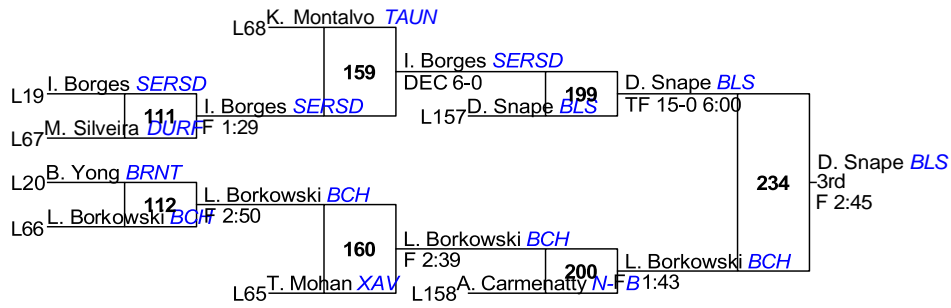 K. Montalvo TAUN
L68
159
I. Borges SERSD
DEC 6-0
I. Borges SERSD
L19
111
I. Borges SERSD
F 1:29
M. Silveira DURF
L67
199
D. Snape BLS
L157
D. Snape BLS
TF 15-0 6:00
B. Yong BRNT
L20
112
L. Borkowski BCH
F 2:50
L. Borkowski BCH
L66
234
D. Snape BLS
3rd
F 2:45
160
L. Borkowski BCH
F 2:39
T. Mohan XAV
L65
200
L. Borkowski BCH
F 1:43
A. Carmenatty N-B
L158